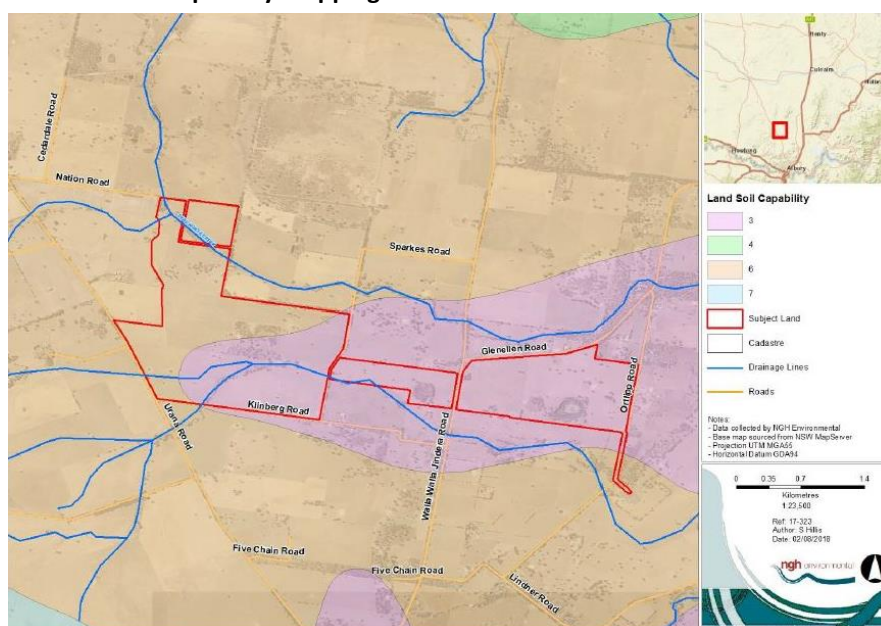 Cedardale Road
Nation Road
Sparkes Road
Glenellen Road
Ortlipp Road
Klinberg Road
Urana Road
Walla Walla Jindera Road
Five Chain Road
Five Chain Road
Lindner Road
Henty
Culcairn
Howlong
Albury
Land Soil Capability
3
4
6
7
Subject Land
Cadastre
Drainage Lines
Roads
Notes:
- Data collected by NGH Environmental
- Base map sourced from NSW MapServer
- Projection UTM MGA55
- Horizontal Datum GDA94
0 0.35 0.7 1.4
Kilometres
1:23,500
Ref: 17-323
Author: S Hillis
Date: 02/08/2018
ngh environmental